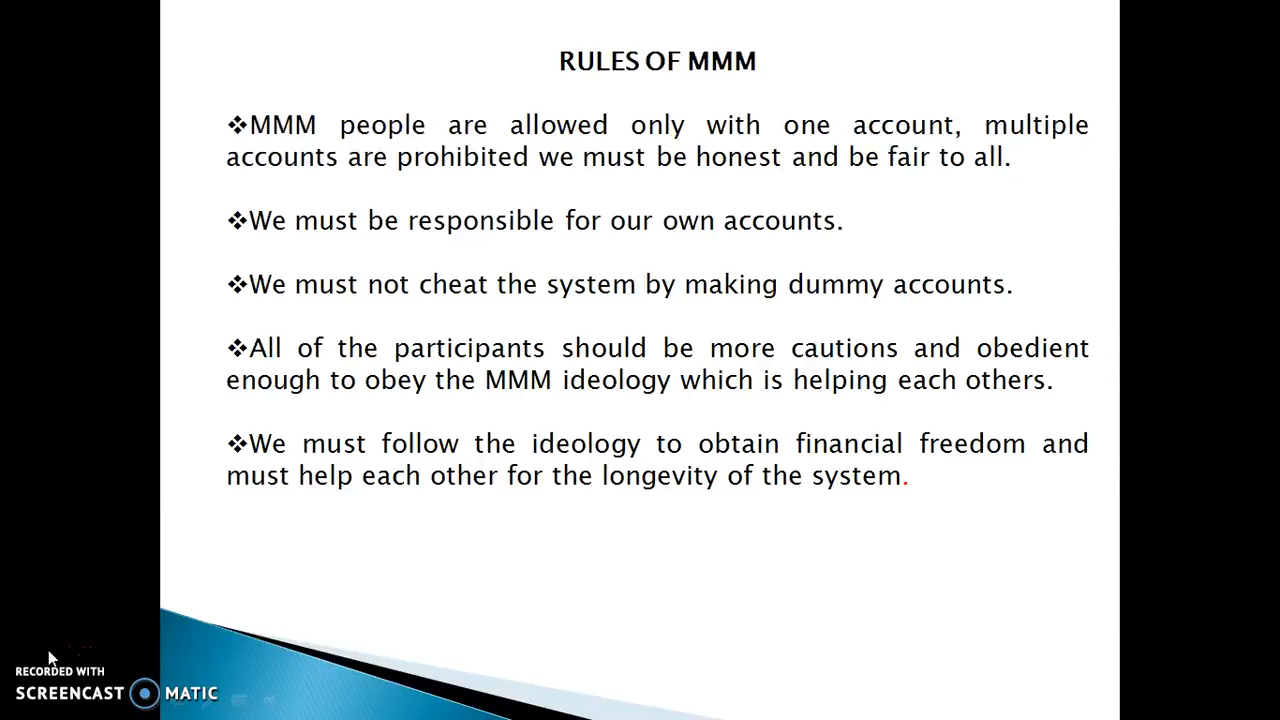 RULES OF MMM
❖MMM people are allowed only with one account, multiple
accounts are prohibited we must be honest and be fair to all.
❖We must be responsible for our own accounts.
❖We must not cheat the system by making dummy accounts.
❖All of the participants should be more cautions and obedient
enough to obey the MMM ideology which is helping each others.
❖We must follow the ideology to obtain financial freedom and
must help each other for the longevity of the system.
RECORDED WITH
SCREENCAST MATIC